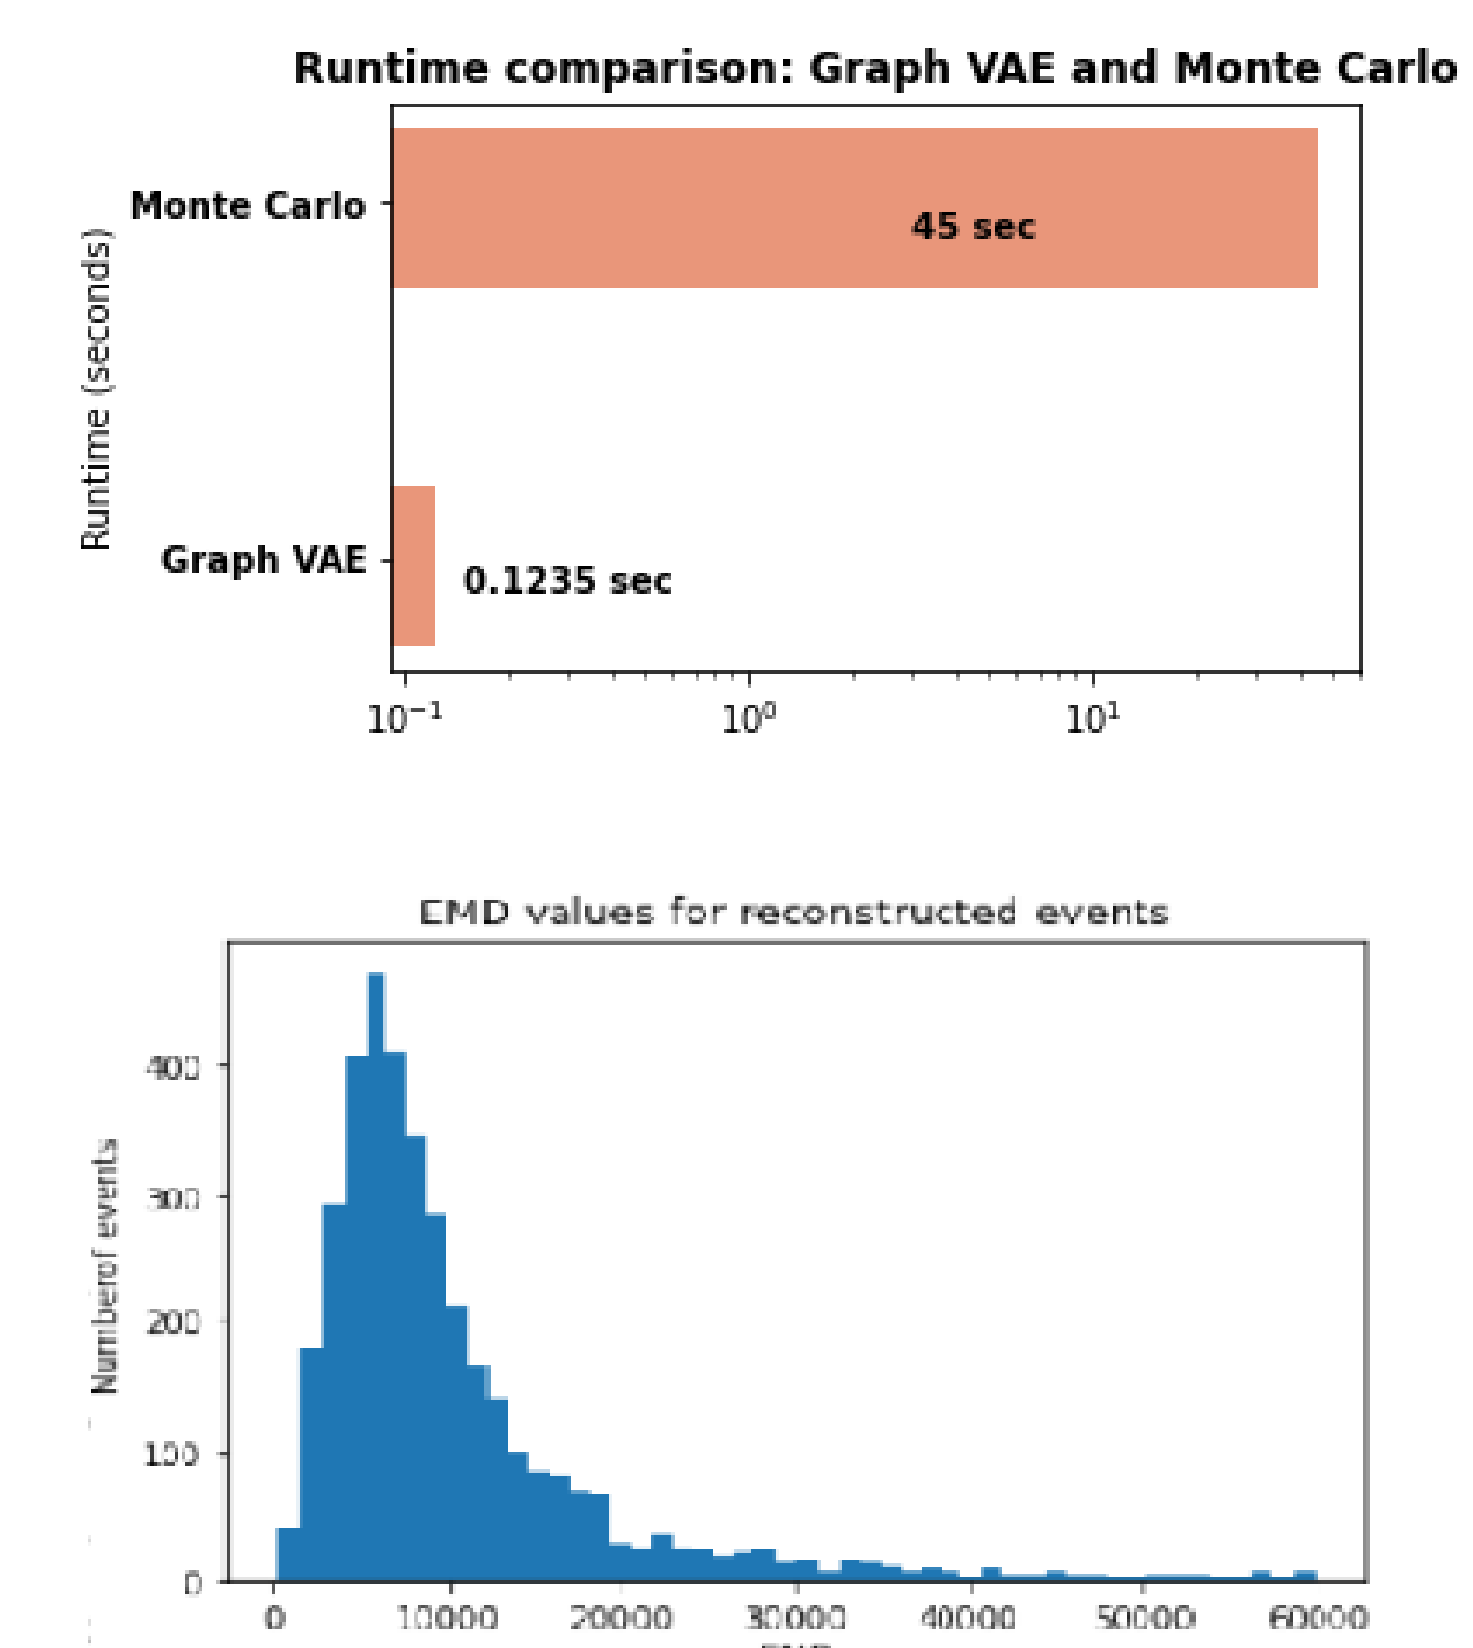 Runtime comparison: Graph VAE and Monte Carlo
Runtime (seconds)
Monte Carlo
45 sec
Graph VAE
0.1235 sec
10⁻¹ 10⁰ 10¹
EMD values for reconstructed events
Number of events
400
300
200
100
0
0 10000 20000 30000 40000 50000 60000